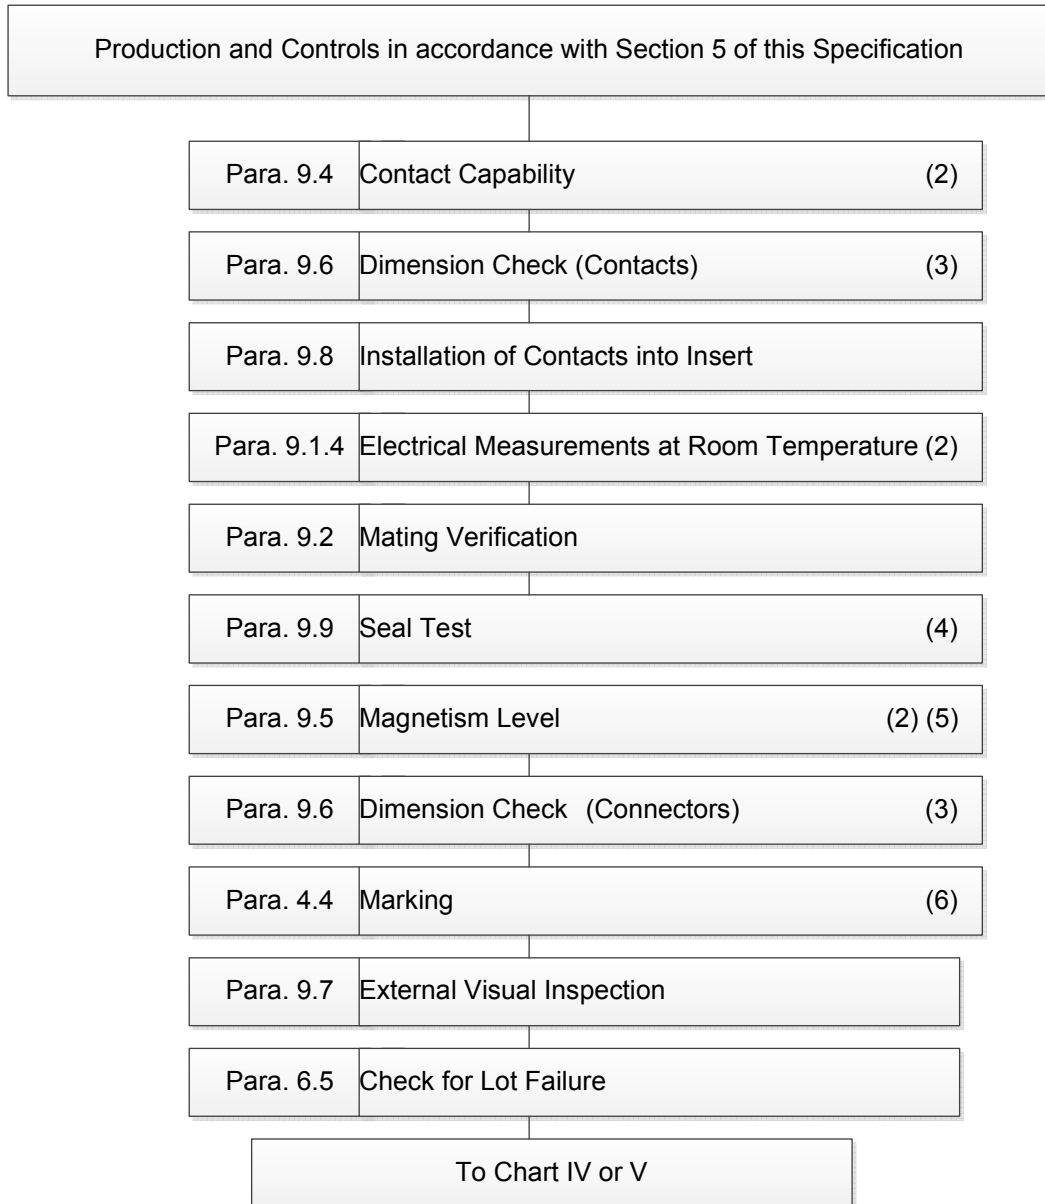 Production and Controls in accordance with Section 5 of this Specification
Para. 9.4 Contact Capability (2)
Para. 9.6 Dimension Check (Contacts) (3)
Para. 9.8 Installation of Contacts into Insert
Para. 9.1.4 Electrical Measurements at Room Temperature (2)
Para. 9.2 Mating Verification
Para. 9.9 Seal Test (4)
Para. 9.5 Magnetism Level (2) (5)
Para. 9.6 Dimension Check (Connectors) (3)
Para. 4.4 Marking (6)
Para. 9.7 External Visual Inspection
Para. 6.5 Check for Lot Failure
To Chart IV or V